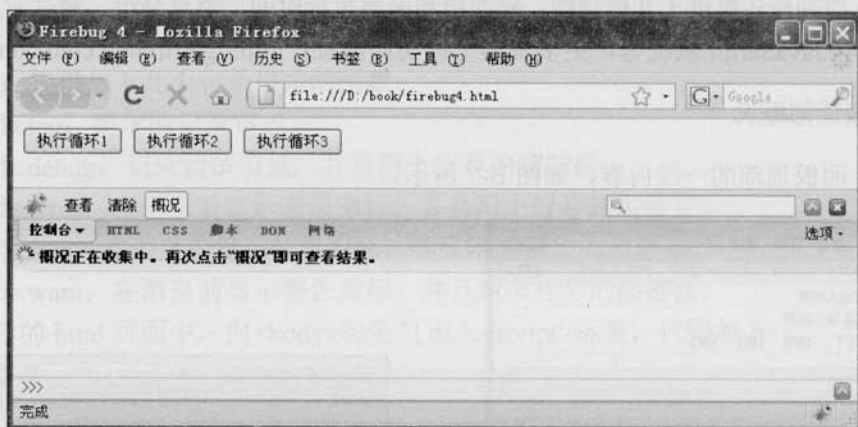 Firebug 4 - Mozilla Firefox
文件 (F) 编辑 (E) 查看 (V) 历史 (S) 书签 (B) 工具 (T) 帮助 (H)
file:///D:/book/firebug4.html
G Google
执行循环1 执行循环2 执行循环3
查看 清除 概况
控制台 HTML CSS 脚本 DOM 网络 选项
概况正在收集中。再次点击“概况”即可查看结果。
>>>
完成